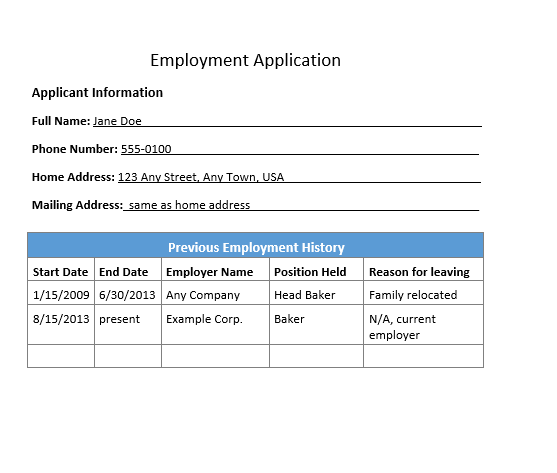 Employment Application
Applicant Information
Full Name: Jane Doe
Phone Number: 555-0100
Home Address: 123 Any Street, Any Town, USA
Mailing Address: same as home address
Previous Employment History
Start Date End Date Employer Name Position Held Reason for leaving
1/15/2009 6/30/2013 Any Company Head Baker Family relocated
8/15/2013 present Example Corp. Baker N/A, current
employer